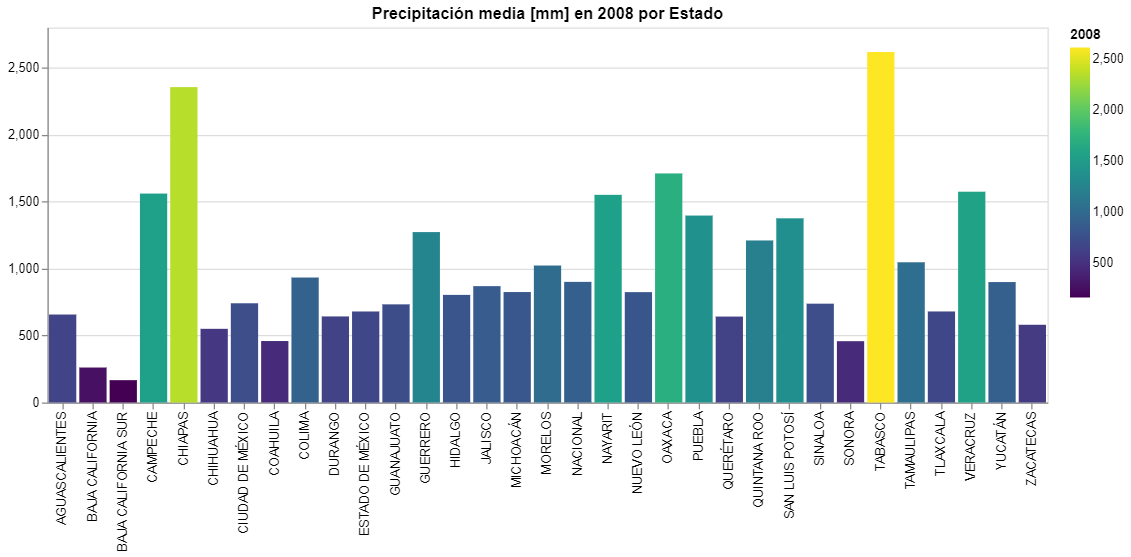 Precipitación media [mm] en 2008 por Estado
2008
2,500
2,000
1,500
1,000
500
0
2,500
2,000
1,500
1,000
500
AGUASCALIENTES
BAJA CALIFORNIA
BAJA CALIFORNIA SUR
CAMPECHE
CHIAPAS
CHIHUAHUA
CIUDAD DE MÉXICO
COAHUILA
COLIMA
DURANGO
ESTADO DE MÉXICO
GUANAJUATO
GUERRERO
HIDALGO
JALISCO
MICHOACÁN
MORELOS
NACIONAL
NAYARIT
NUEVO LEÓN
OAXACA
PUEBLA
QUERÉTARO
QUINTANA ROO
SAN LUIS POTOSÍ
SINALOA
SONORA
TABASCO
TAMAULIPAS
TLAXCALA
VERACRUZ
YUCATÁN
ZACATECAS